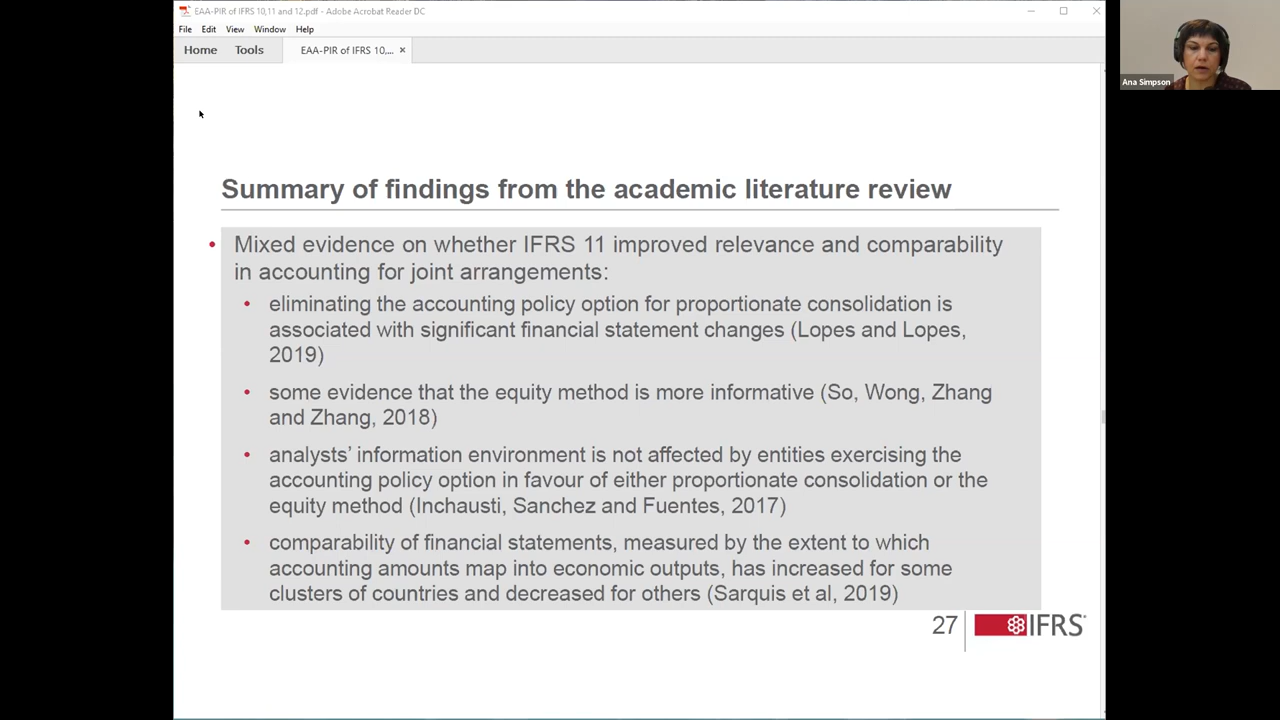 EAA-PIR of IFRS 10,11 and 12.pdf - Adobe Acrobat Reader DC
File Edit View Window Help
Home Tools EAA-PIR of IFRS 10,... ×
Ana Simpson
Summary of findings from the academic literature review
• Mixed evidence on whether IFRS 11 improved relevance and comparability
in accounting for joint arrangements:
• eliminating the accounting policy option for proportionate consolidation is
associated with significant financial statement changes (Lopes and Lopes,
2019)
• some evidence that the equity method is more informative (So, Wong, Zhang
and Zhang, 2018)
• analysts’ information environment is not affected by entities exercising the
accounting policy option in favour of either proportionate consolidation or the
equity method (Inchausti, Sanchez and Fuentes, 2017)
• comparability of financial statements, measured by the extent to which
accounting amounts map into economic outputs, has increased for some
clusters of countries and decreased for others (Sarquis et al, 2019)
27 IFRS®